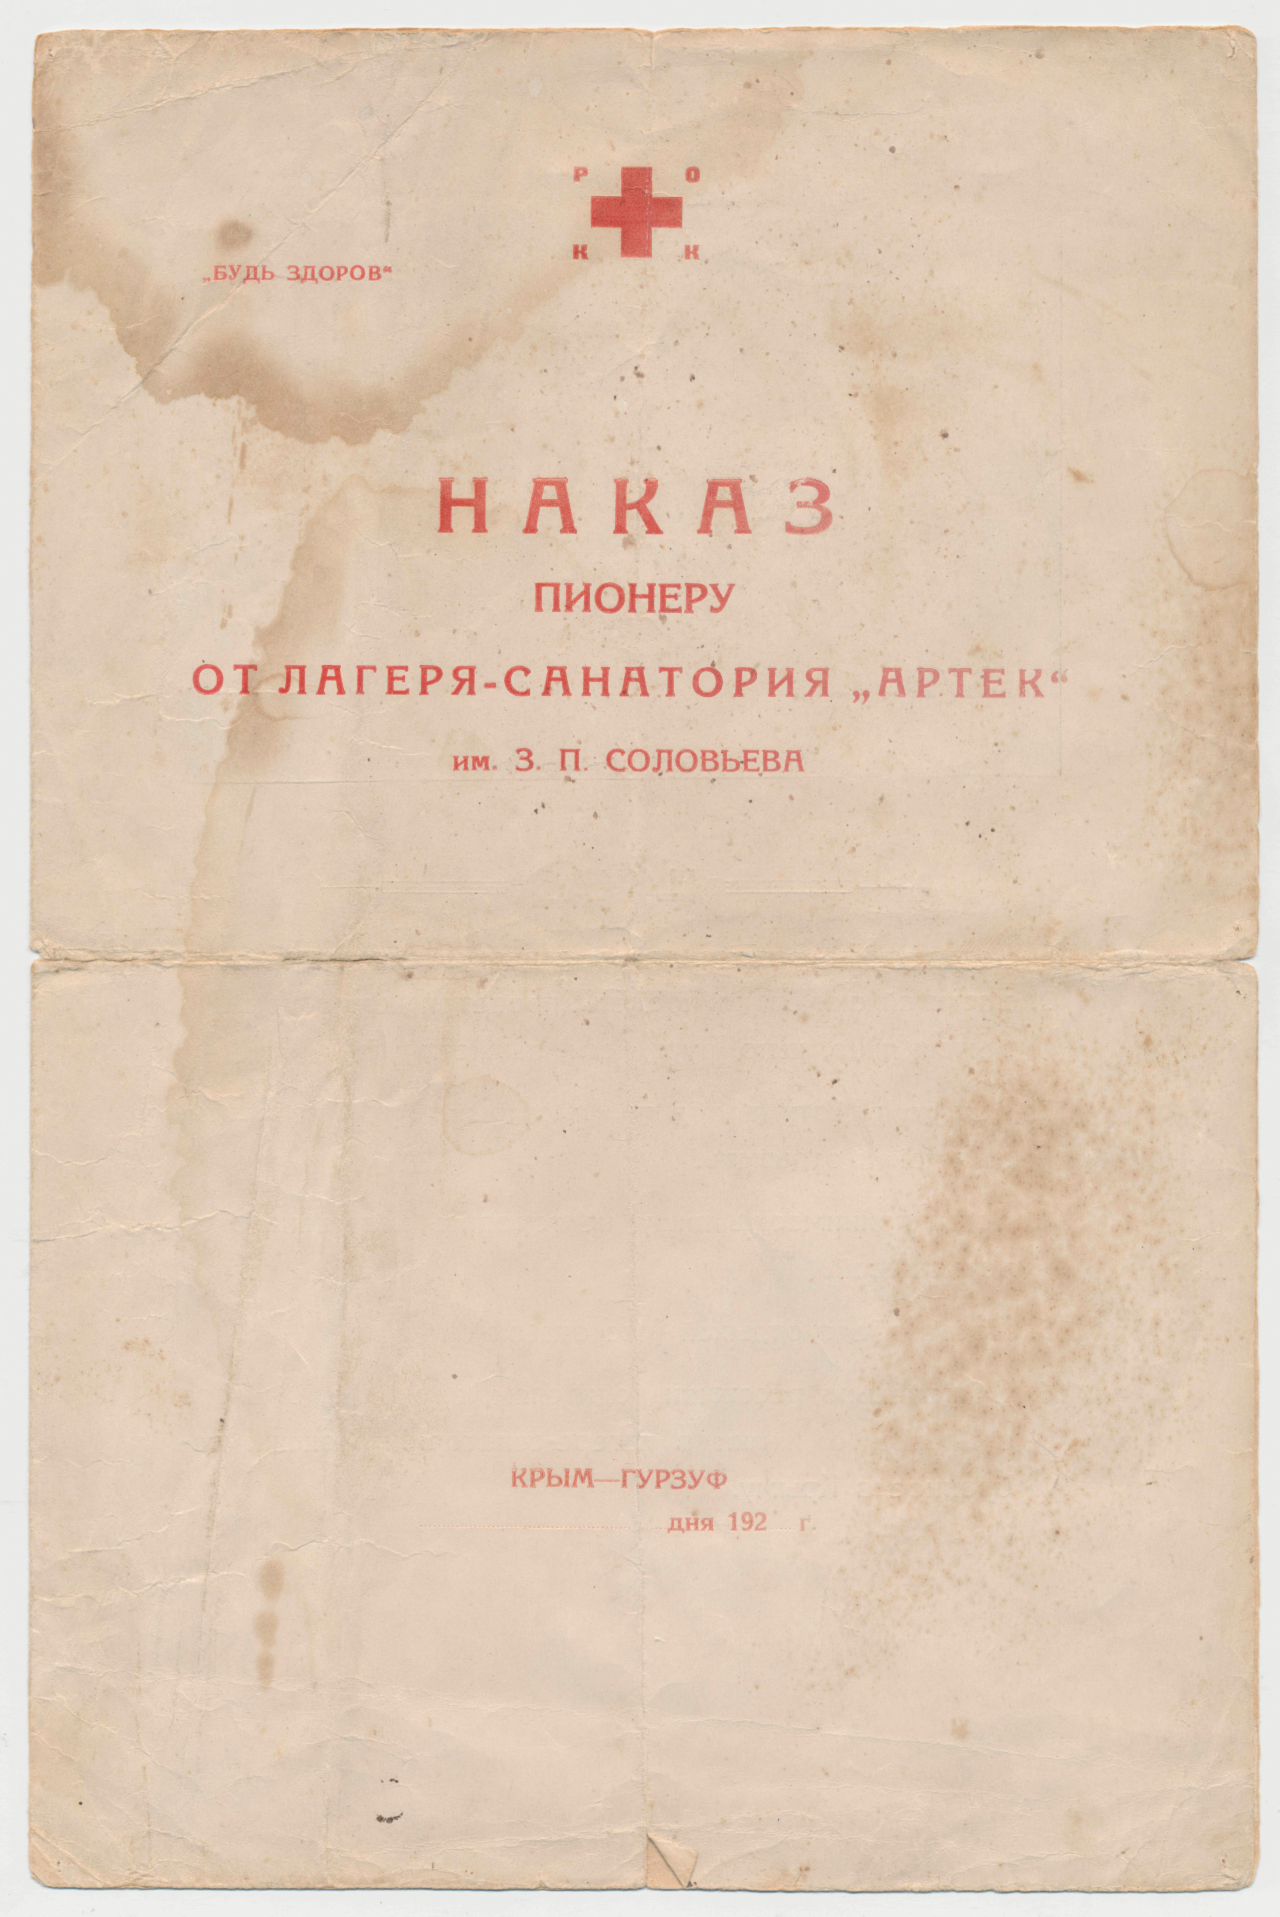 Р О
К К
„БУДЬ ЗДОРОВ“
НАКАЗ
ПИОНЕРУ
ОТ ЛАГЕРЯ-САНАТОРИЯ „АРТЕК“
им. З. П. СОЛОВЬЕВА
КРЫМ—ГУРЗУФ
дня 192 г.